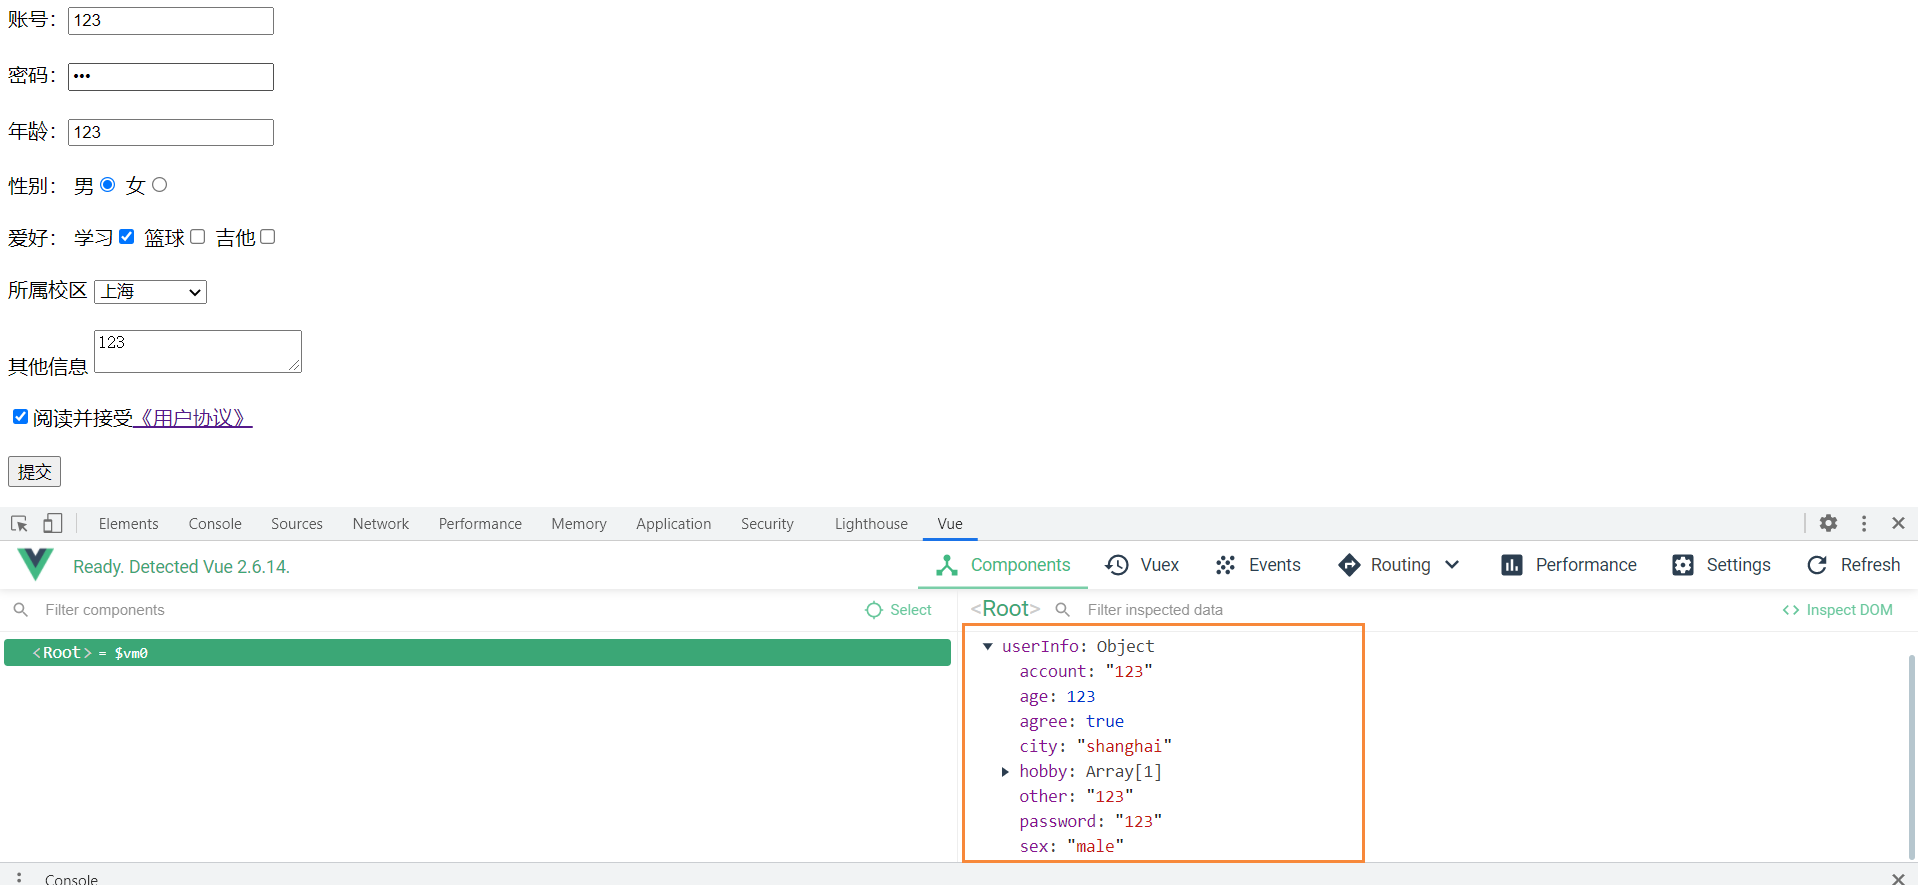 账号：123
密码：•••
年龄：123
性别： 男 女
爱好： 学习 篮球 吉他
所属校区 上海
其他信息 123
阅读并接受《用户协议》
提交
Elements Console Sources Network Performance Memory Application Security Lighthouse Vue
Ready. Detected Vue 2.6.14. Components Vuex Events Routing Performance Settings Refresh
Filter components Select <Root> Filter inspected data Inspect DOM
<Root> = $vm0
userInfo: Object
account: "123"
age: 123
agree: true
city: "shanghai"
hobby: Array[1]
other: "123"
password: "123"
sex: "male"
Console